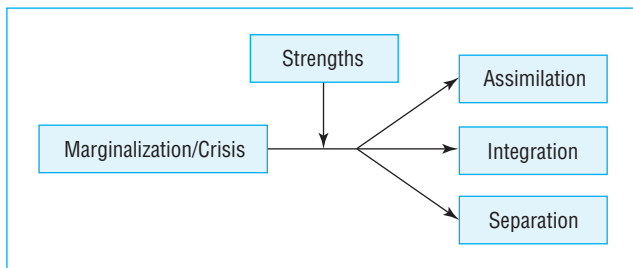 Strengths
Assimilation
Marginalization/Crisis
Integration
Separation